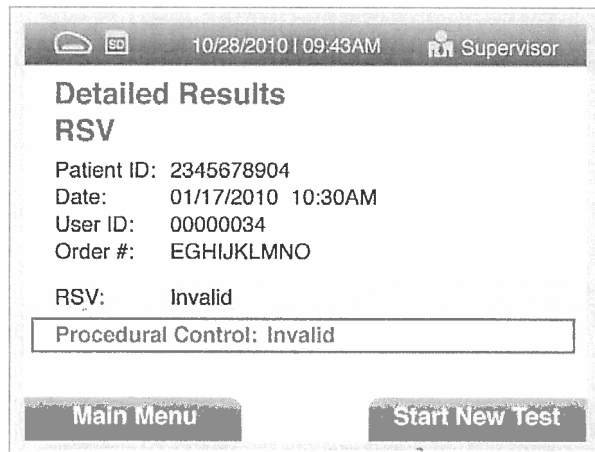 SD 10/28/2010 | 09:43AM Supervisor
Detailed Results
RSV
Patient ID: 2345678904
Date: 01/17/2010 10:30AM
User ID: 00000034
Order #: EGHIJKLMNO
RSV: Invalid
Procedural Control: Invalid
Main Menu Start New Test